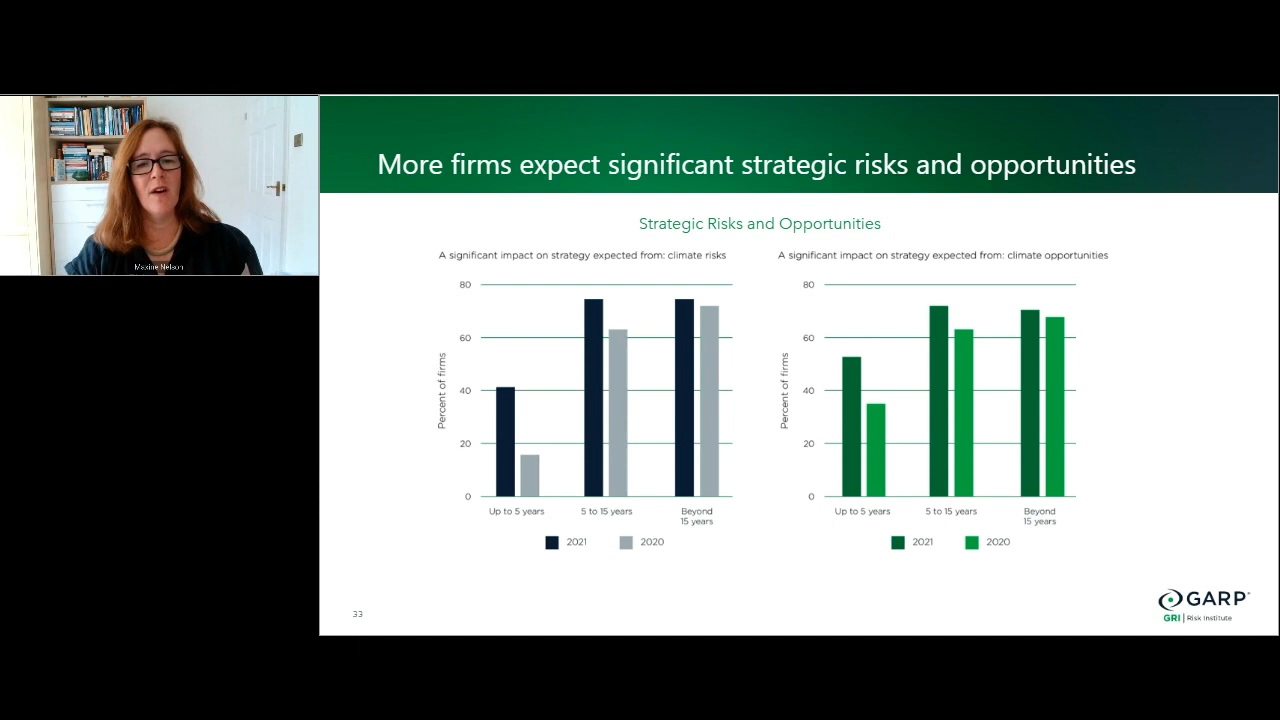 More firms expect significant strategic risks and opportunities
Maxine Nelson
Strategic Risks and Opportunities
A significant impact on strategy expected from: climate risks
80
60
40
20
0
Percent of firms
Up to 5 years
5 to 15 years
Beyond
15 years
2021
2020
A significant impact on strategy expected from: climate opportunities
80
60
40
20
0
Percent of firms
Up to 5 years
5 to 15 years
Beyond
15 years
2021
2020
33
GARP
GRI | Risk Institute